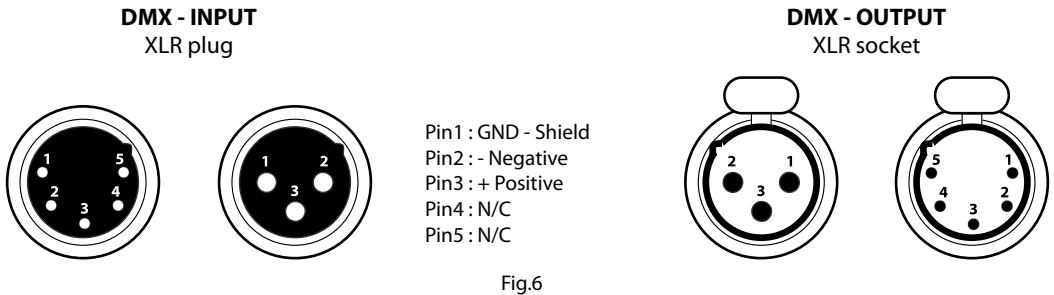 DMX - INPUT
XLR plug
DMX - OUTPUT
XLR socket
1 5
2 4
3
1 2
3
Pin1 : GND - Shield
Pin2 : - Negative
Pin3 : + Positive
Pin4 : N/C
Pin5 : N/C
2 1
3
5 1
4 2
3
Fig.6